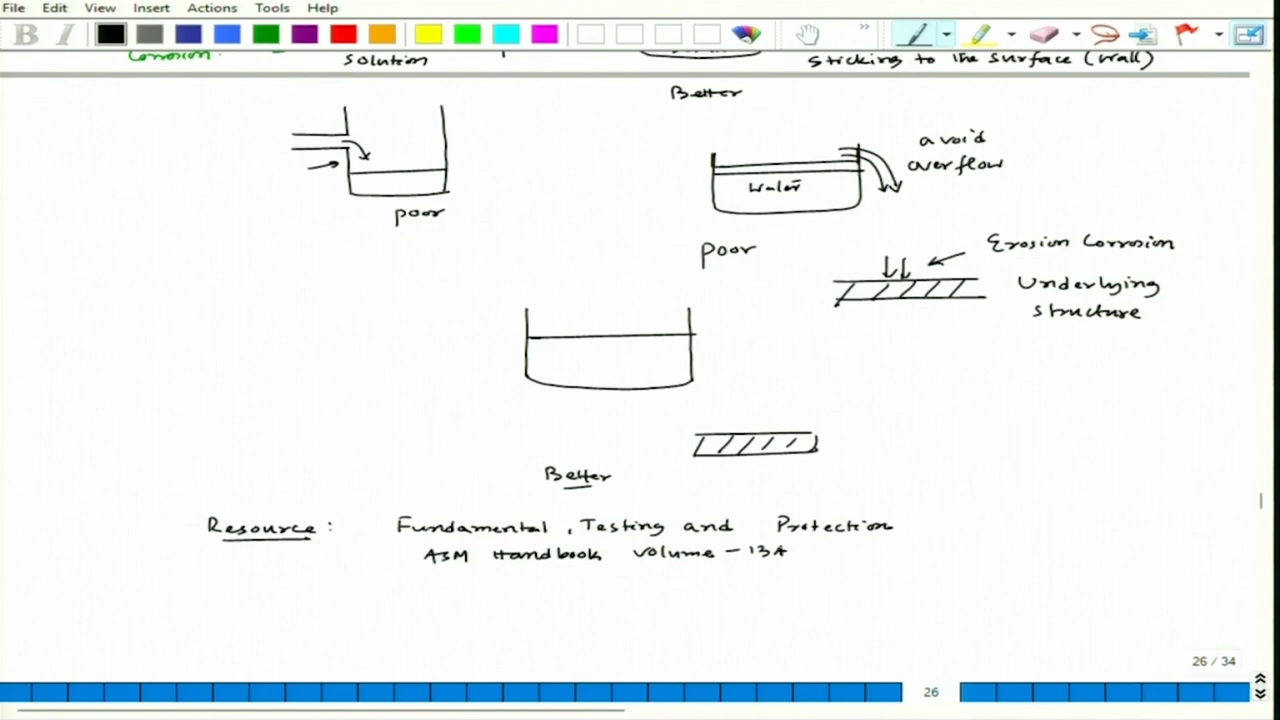 File Edit View Insert Actions Tools Help
B I
Corrosion.
solution
sticking to the surface (wall)
Better
avoid
overflow
water
poor
poor
Erosion Corrosion
Underlying
structure
Better
Resource: Fundamental, Testing and Protection
ASM Handbook volume - 13A
26 / 34
26